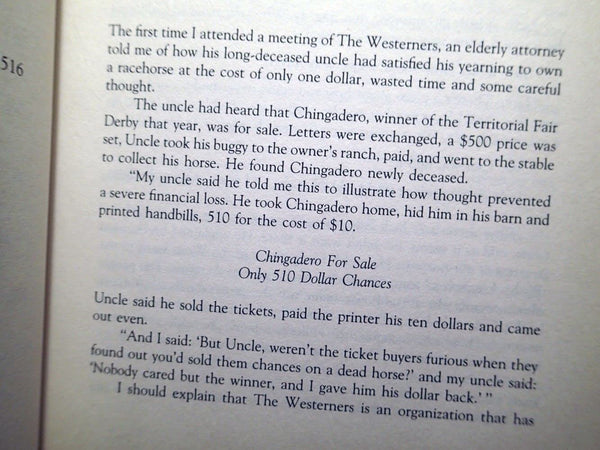 The first time I attended a meeting of The Westerners, an elderly attorney
told me of how his long-deceased uncle had satisfied his yearning to own
a racehorse at the cost of only one dollar, wasted time and some careful
thought.
516
The uncle had heard that Chingadero, winner of the Territorial Fair
Derby that year, was for sale. Letters were exchanged, a $500 price was
set, Uncle took his buggy to the owner's ranch, paid, and went to the stable
to collect his horse. He found Chingadero newly deceased.
"My uncle said he told me this to illustrate how thought prevented
a severe financial loss. He took Chingadero home, hid him in his barn and
printed handbills, 510 for the cost of $10.
Chingadero For Sale
Only 510 Dollar Chances
Uncle said he sold the tickets, paid the printer his ten dollars and came
out even.
"And I said: 'But Uncle, weren't the ticket buyers furious when they
found out you'd sold them chances on a dead horse?' and my uncle said:
'Nobody cared but the winner, and I gave him his dollar back.' "
I should explain that The Westerners is an organization that has